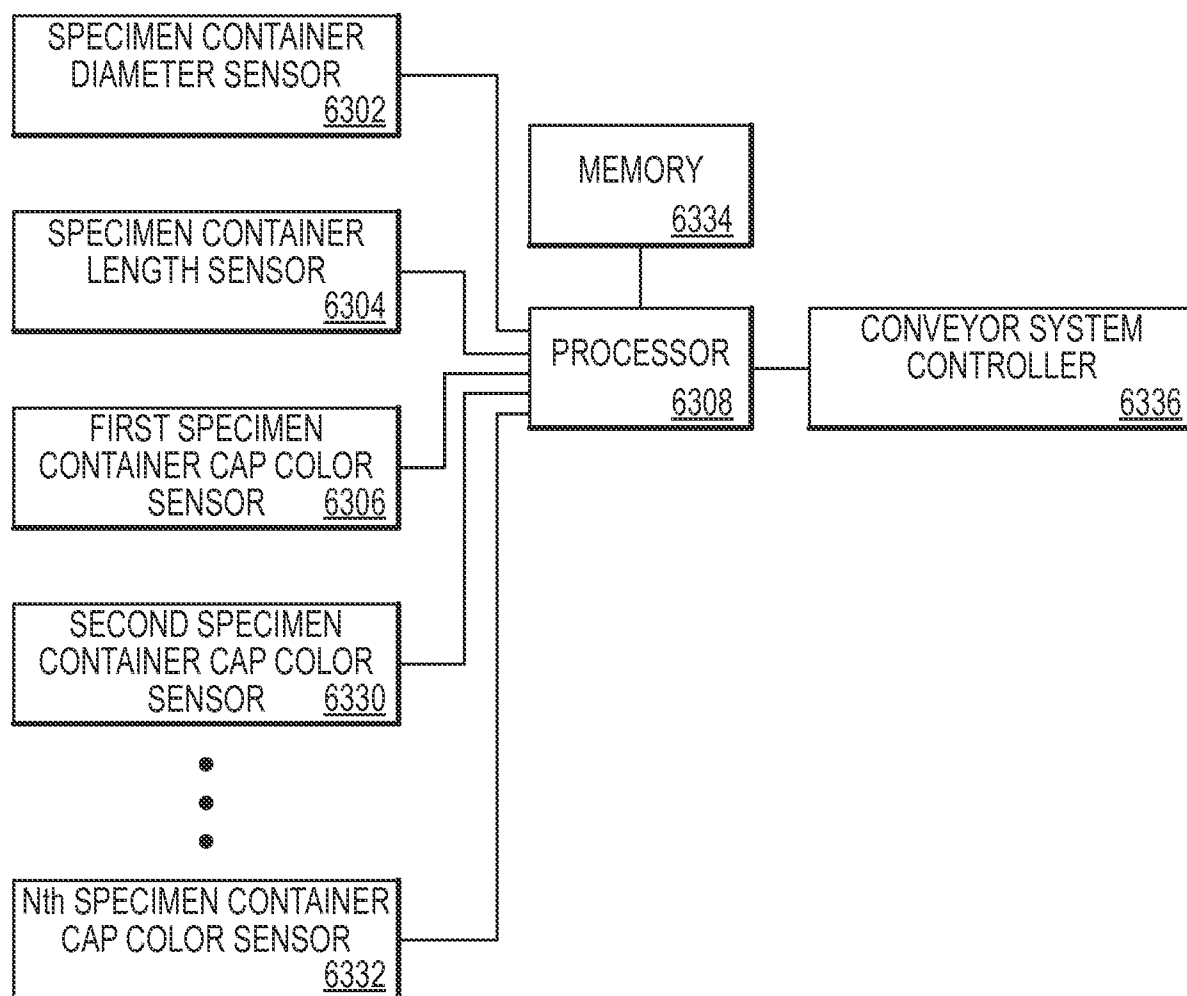 SPECIMEN CONTAINER
DIAMETER SENSOR
6302
SPECIMEN CONTAINER
LENGTH SENSOR
6304
FIRST SPECIMEN
CONTAINER CAP COLOR
SENSOR 6306
SECOND SPECIMEN
CONTAINER CAP COLOR
SENSOR 6330
Nth SPECIMEN CONTAINER
CAP COLOR SENSOR
6332
MEMORY
6334
PROCESSOR
6308
CONVEYOR SYSTEM
CONTROLLER
6336